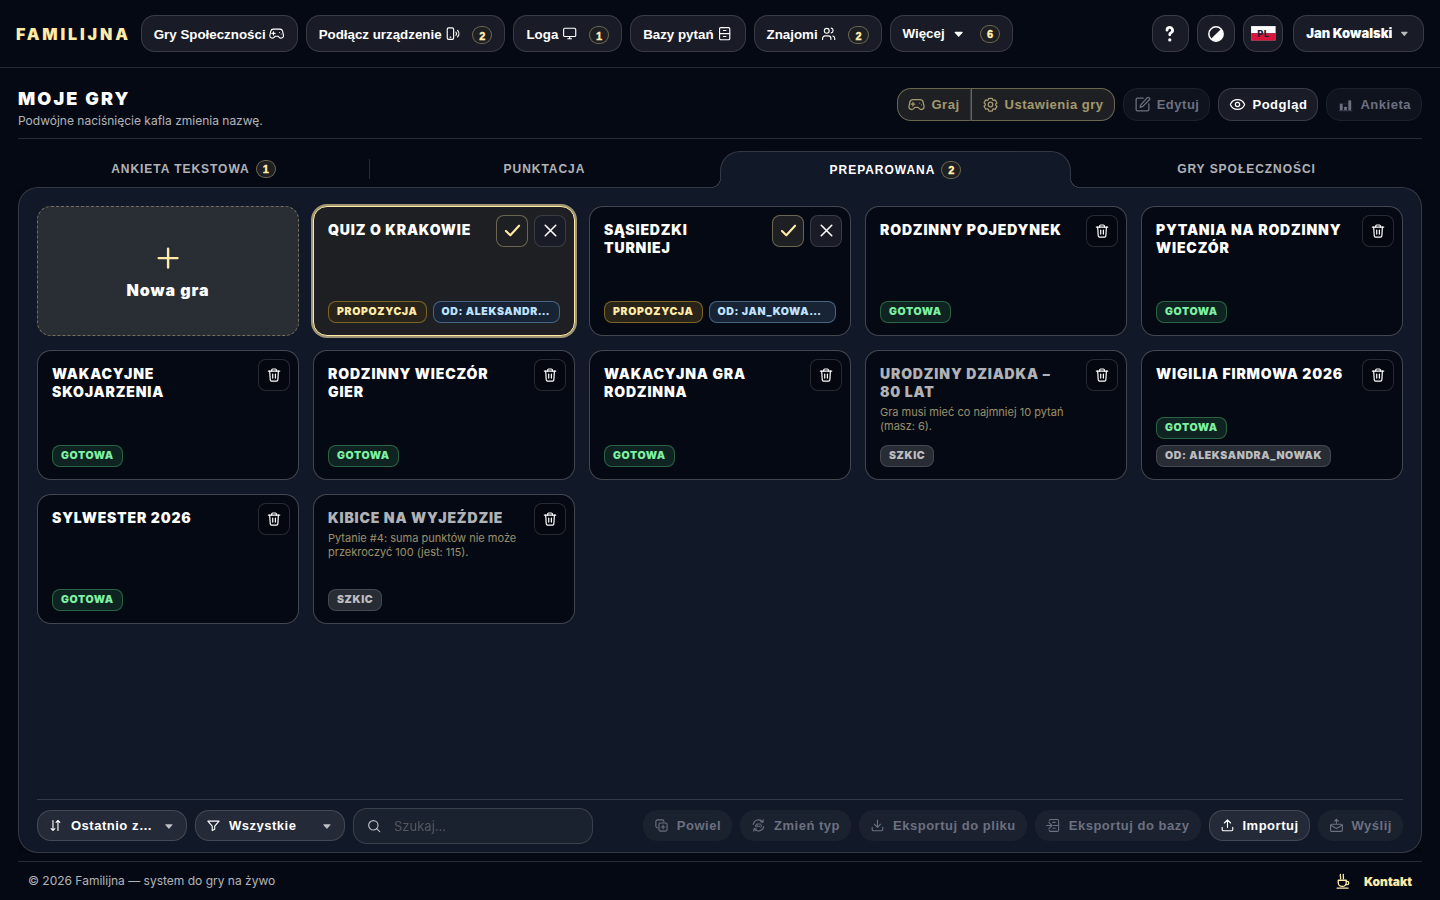 FAMILIJNA
Gry Społeczności
Podłącz urządzenie 2
Loga 1
Bazy pytań
Znajomi 2
Więcej 6
?
PL
Jan Kowalski
MOJE GRY
Podwójne naciśnięcie kafla zmienia nazwę.
Graj
Ustawienia gry
Edytuj
Podgląd
Ankieta
ANKIETA TEKSTOWA 1
PUNKTACJA
PREPAROWANA 2
GRY SPOŁECZNOŚCI
Nowa gra
QUIZ O KRAKOWIE
PROPOZYCJA
OD: ALEKSANDR...
SĄSIEDZKI
TURNIEJ
PROPOZYCJA
OD: JAN_KOWA...
RODZINNY POJEDYNEK
GOTOWA
PYTANIA NA RODZINNY
WIECZÓR
GOTOWA
WAKACYJNE
SKOJARZENIA
GOTOWA
RODZINNY WIECZÓR
GIER
GOTOWA
WAKACYJNA GRA
RODZINNA
GOTOWA
URODZINY DZIADKA –
80 LAT
Gra musi mieć co najmniej 10 pytań
(masz: 6).
SZKIC
WIGILIA FIRMOWA 2026
GOTOWA
OD: ALEKSANDRA_NOWAK
SYLWESTER 2026
GOTOWA
KIBICE NA WYJEŹDZIE
Pytanie #4: suma punktów nie może
przekroczyć 100 (jest: 115).
SZKIC
Ostatnio z...
Wszystkie
Szukaj...
Powiel
Zmień typ
Eksportuj do pliku
Eksportuj do bazy
Importuj
Wyślij
© 2026 Familijna — system do gry na żywo
Kontakt